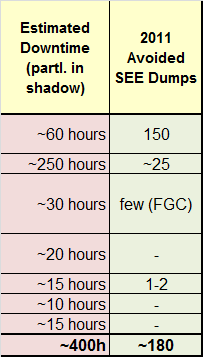 Estimated
Downtime
(partl. in
shadow)
2011
Avoided
SEE Dumps
~60 hours 150
~250 hours ~25
~30 hours few (FGC)
~20 hours -
~15 hours 1-2
~10 hours -
~15 hours -
~400h ~180